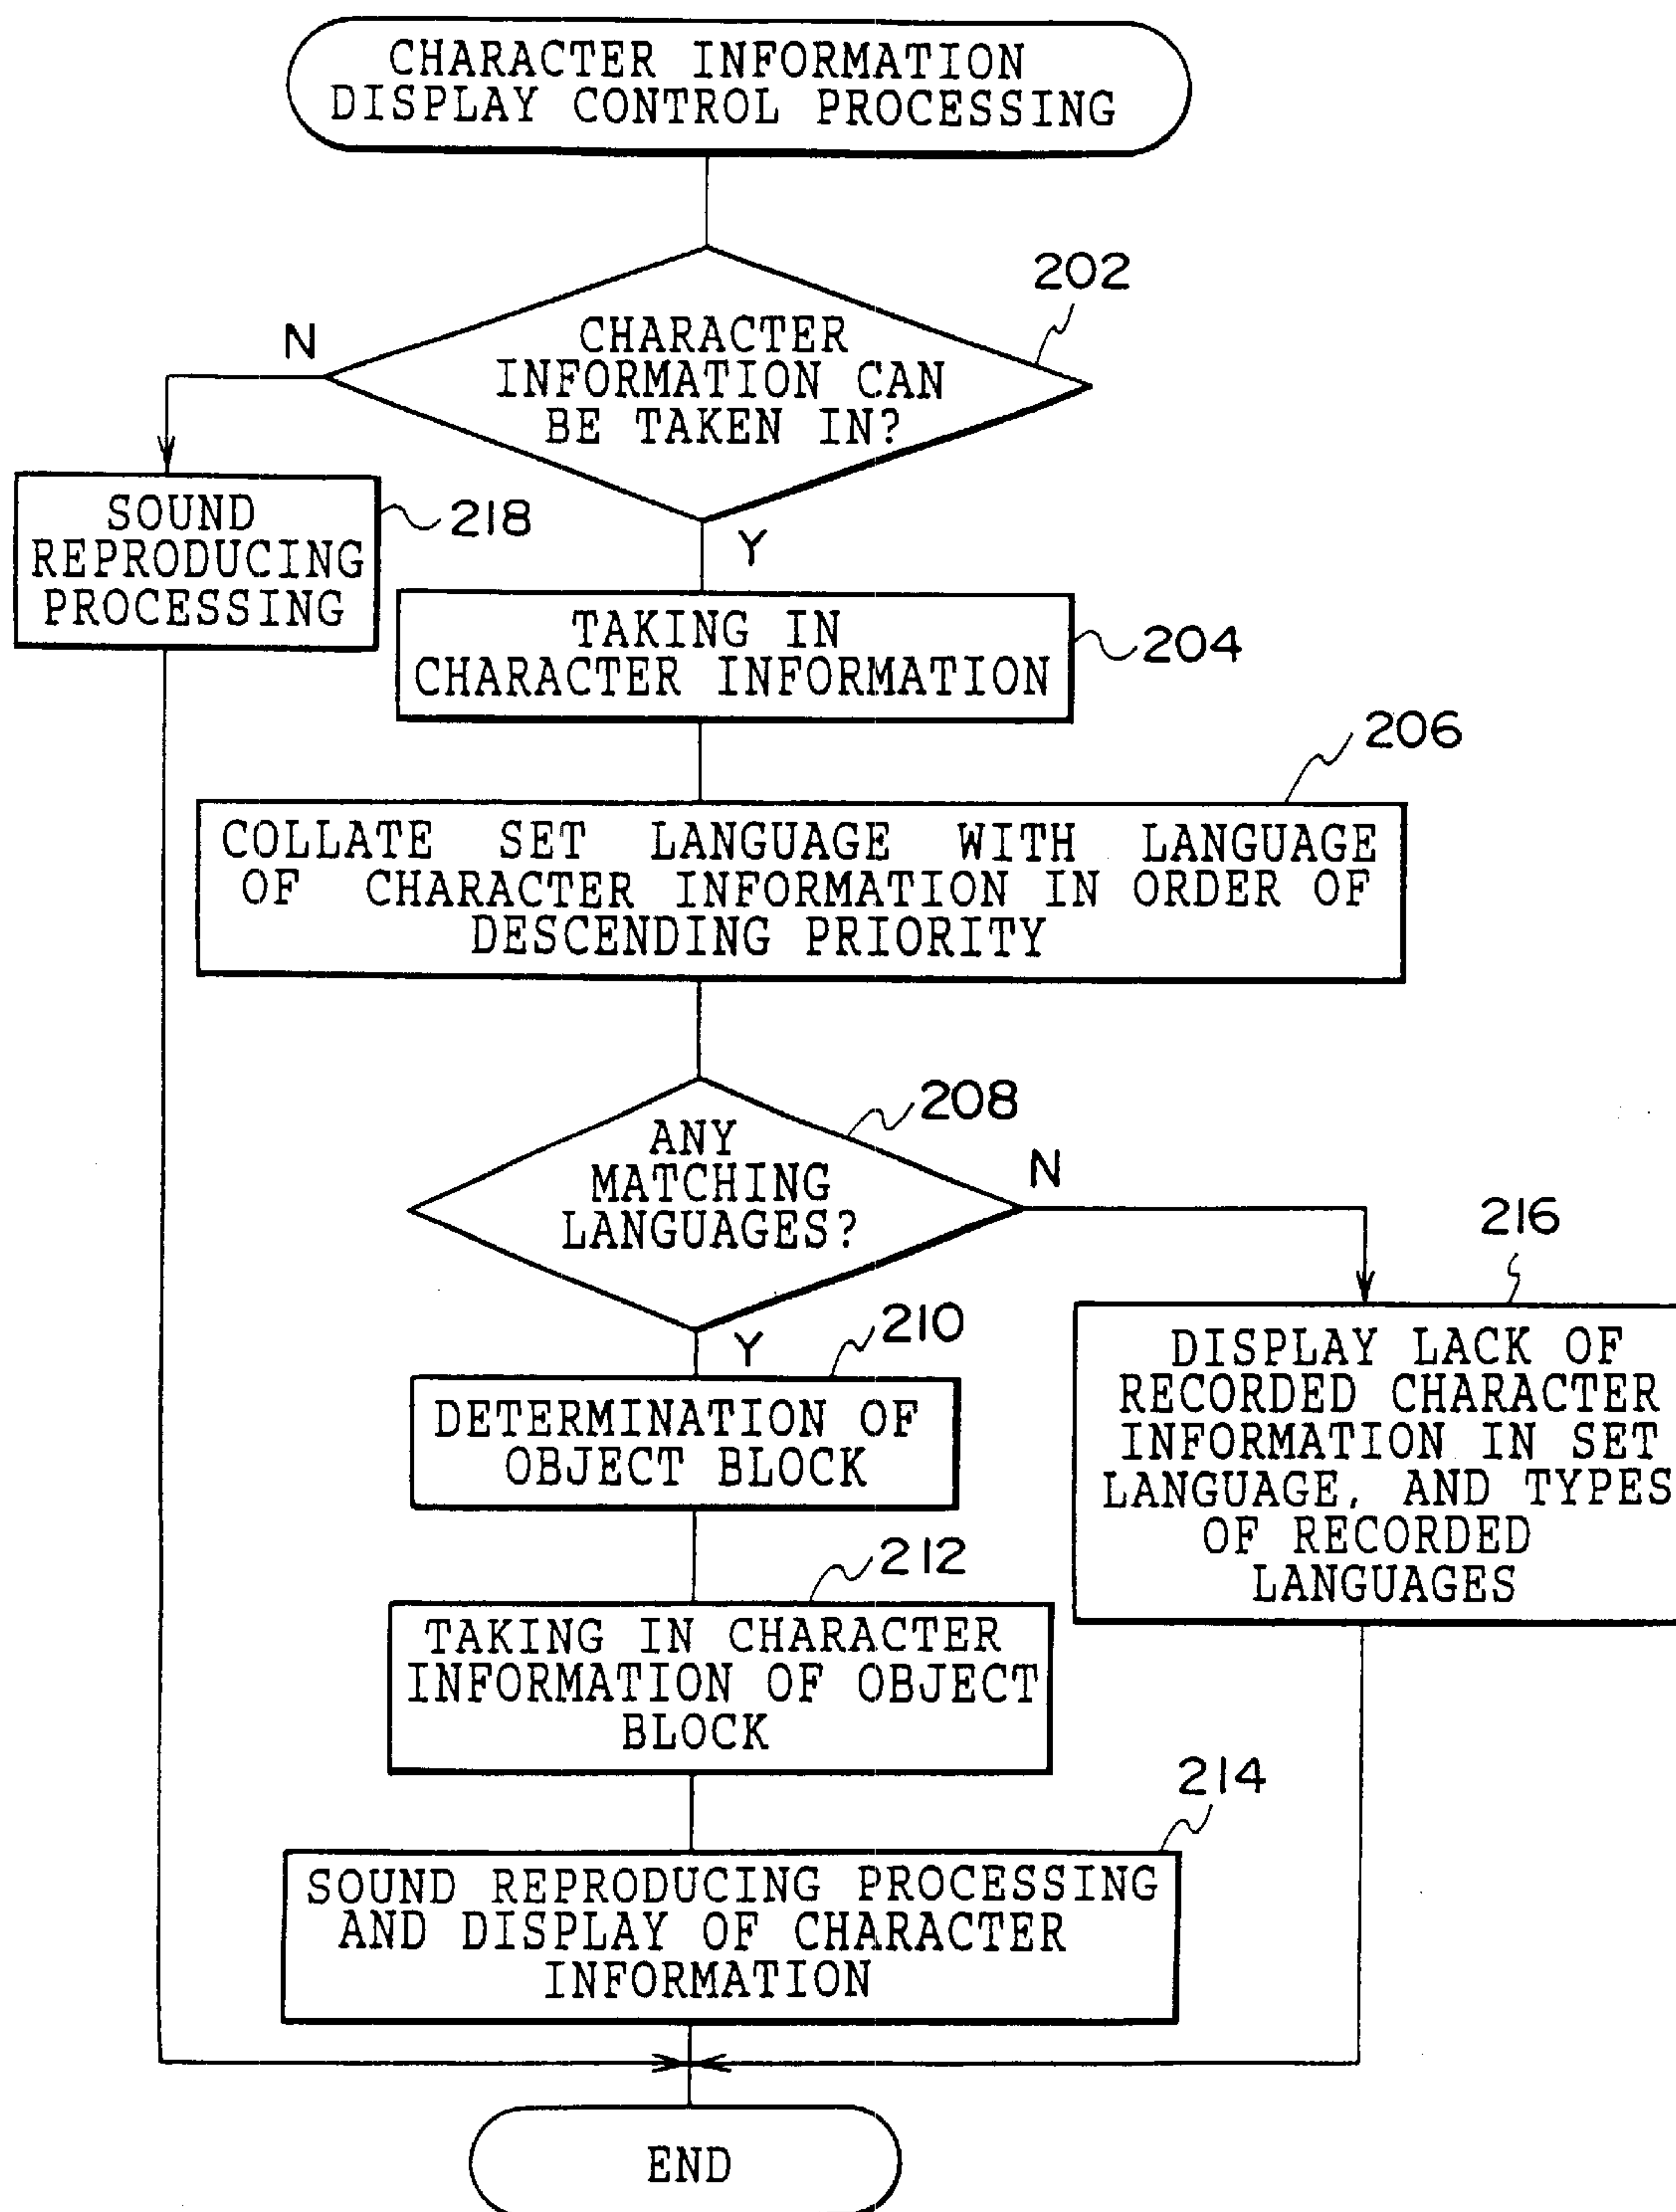 CHARACTER INFORMATION
DISPLAY CONTROL PROCESSING
202
N
CHARACTER
INFORMATION CAN
BE TAKEN IN?
SOUND
REPRODUCING
PROCESSING
218
Y
TAKING IN
CHARACTER INFORMATION
204
206
COLLATE SET LANGUAGE WITH LANGUAGE
OF CHARACTER INFORMATION IN ORDER OF
DESCENDING PRIORITY
208
ANY
MATCHING
LANGUAGES?
N
216
210
Y
DETERMINATION OF
OBJECT BLOCK
DISPLAY LACK OF
RECORDED CHARACTER
INFORMATION IN SET
LANGUAGE, AND TYPES
OF RECORDED
LANGUAGES
212
TAKING IN CHARACTER
INFORMATION OF OBJECT
BLOCK
214
SOUND REPRODUCING PROCESSING
AND DISPLAY OF CHARACTER
INFORMATION
END